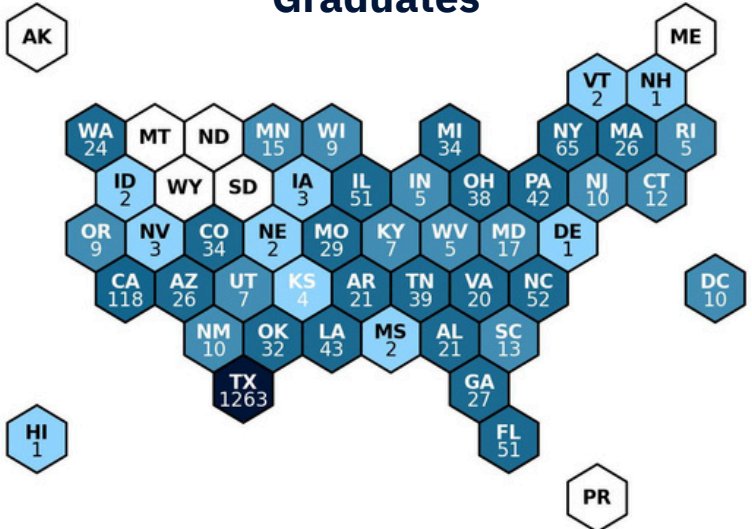 Graduates
AK
ME
VT
2
NH
1
WA
24
MT
ND
MN
15
WI
9
MI
34
NY
65
MA
26
RI
5
ID
2
WY
SD
IA
3
IL
51
IN
5
OH
38
PA
42
NJ
10
CT
12
OR
9
NV
3
CO
34
NE
2
MO
29
KY
7
WV
5
MD
17
DE
1
CA
118
AZ
26
UT
7
KS
4
AR
21
TN
39
VA
20
NC
52
DC
10
NM
10
OK
32
LA
43
MS
2
AL
21
SC
13
TX
1263
GA
27
HI
1
FL
51
PR